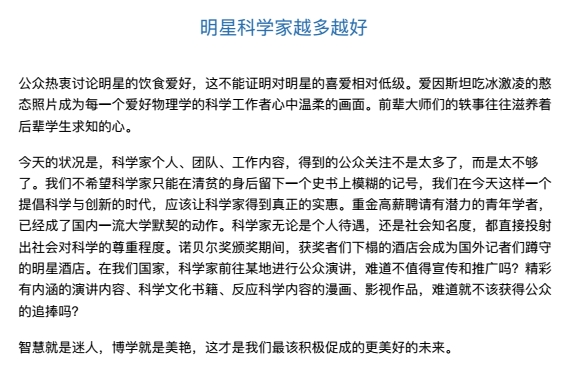 明星科学家越多越好
公众热衷讨论明星的饮食爱好，这不能证明对明星的喜爱相对低级。爱因斯坦吃冰激凌的憨
态照片成为每一个爱好物理学的科学工作者心中温柔的画面。前辈大师们的轶事往往滋养着
后辈学生求知的心。
今天的状况是，科学家个人、团队、工作内容，得到的公众关注不是太多了，而是太不够
了。我们不希望科学家只能在清贫的身后留下一个史书上模糊的记号，我们在今天这样一个
提倡科学与创新的时代，应该让科学家得到真正的实惠。重金高薪聘请有潜力的青年学者，
已经成了国内一流大学默契的动作。科学家无论是个人待遇，还是社会知名度，都直接投射
出社会对科学的尊重程度。诺贝尔奖颁奖期间，获奖者们下榻的酒店会成为国外记者们蹲守
的明星酒店。在我们国家，科学家前往某地进行公众演讲，难道不值得宣传和推广吗？精彩
有内涵的演讲内容、科学文化书籍、反应科学内容的漫画、影视作品，难道就不该获得公众
的追捧吗？
智慧就是迷人，博学就是美艳，这才是我们最该积极促成的更美好的未来。